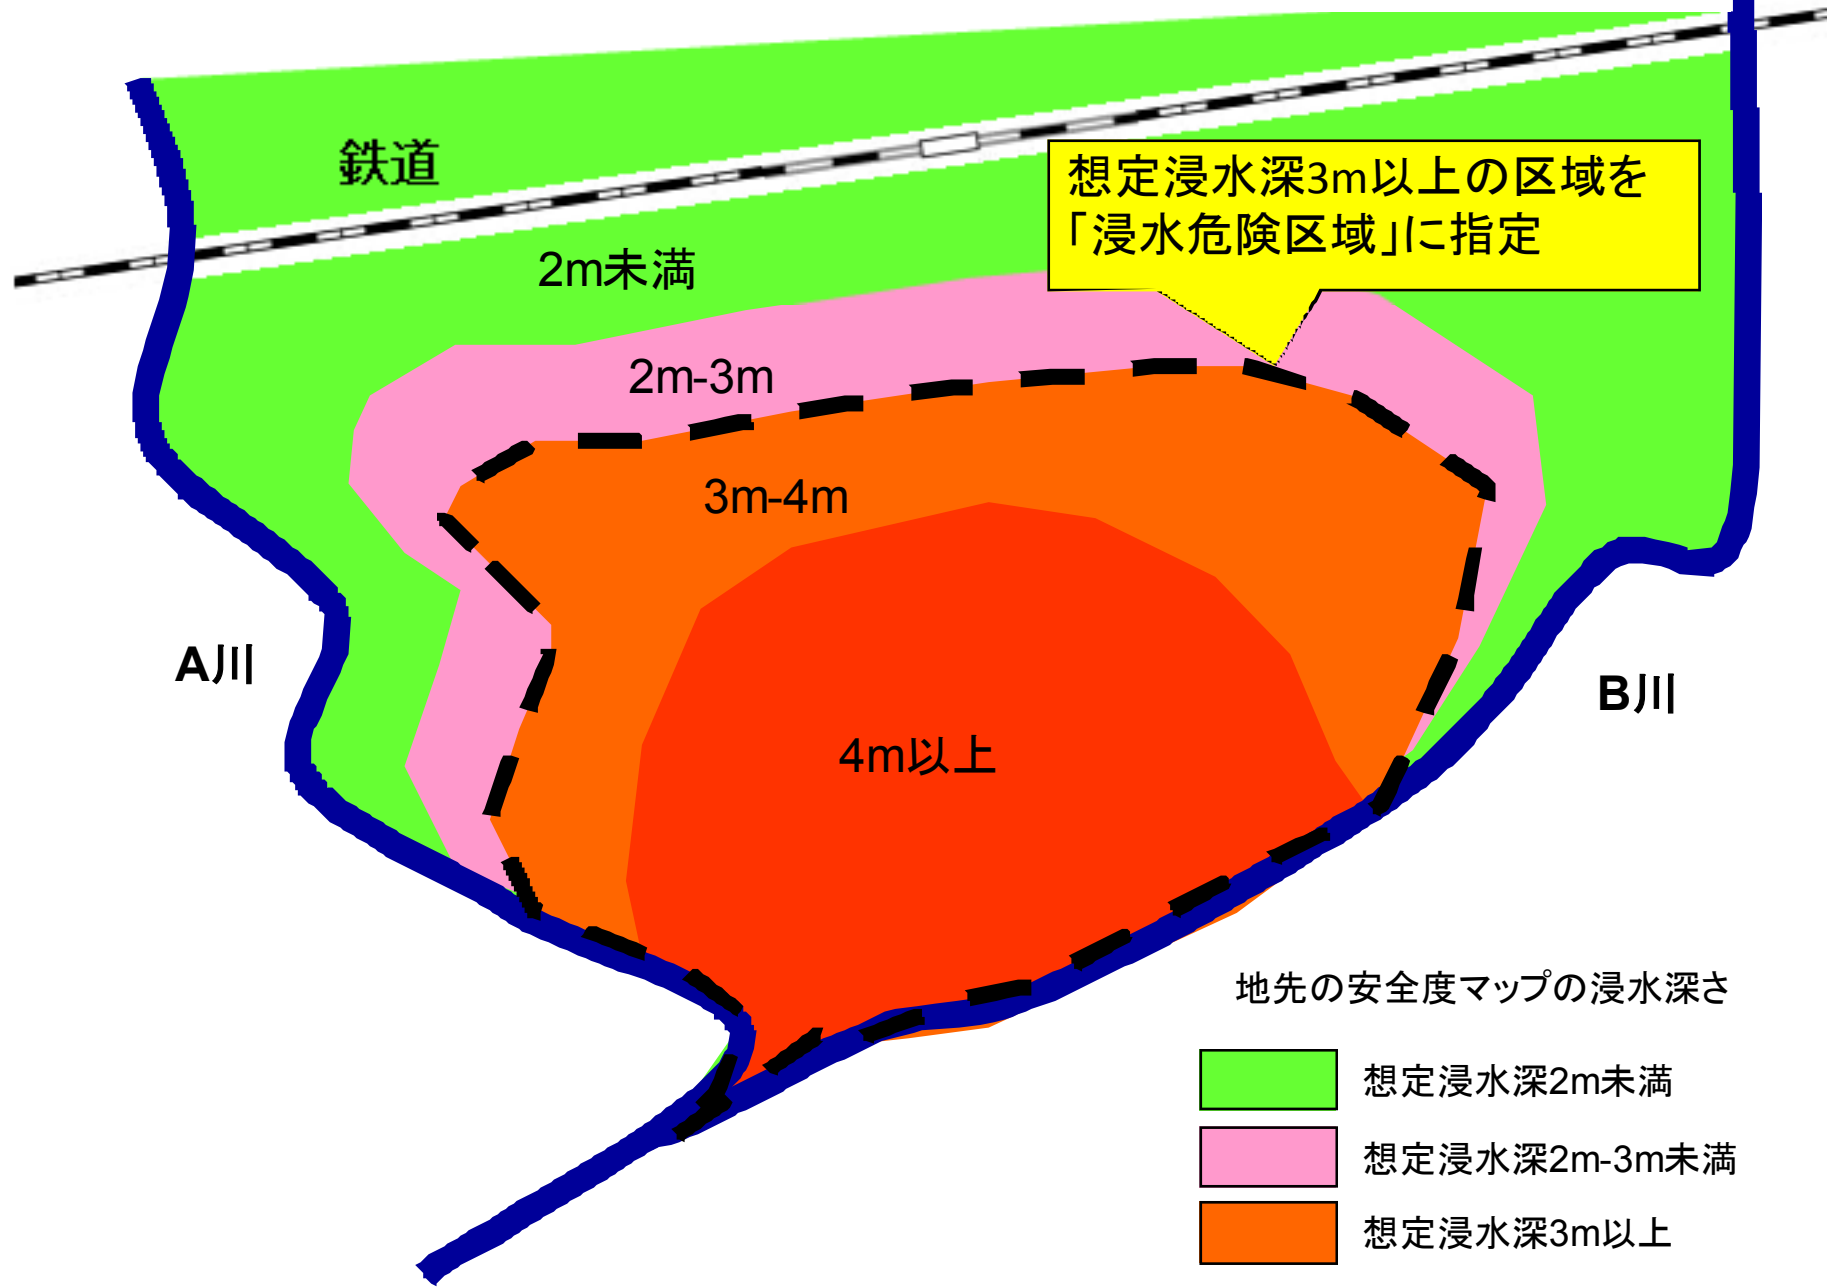 鉄道
想定浸水深3m以上の区域を
「浸水危険区域」に指定
2m未満
2m-3m
3m-4m
A川
B川
4m以上
地先の安全度マップの浸水深さ
想定浸水深2m未満
想定浸水深2m-3m未満
想定浸水深3m以上